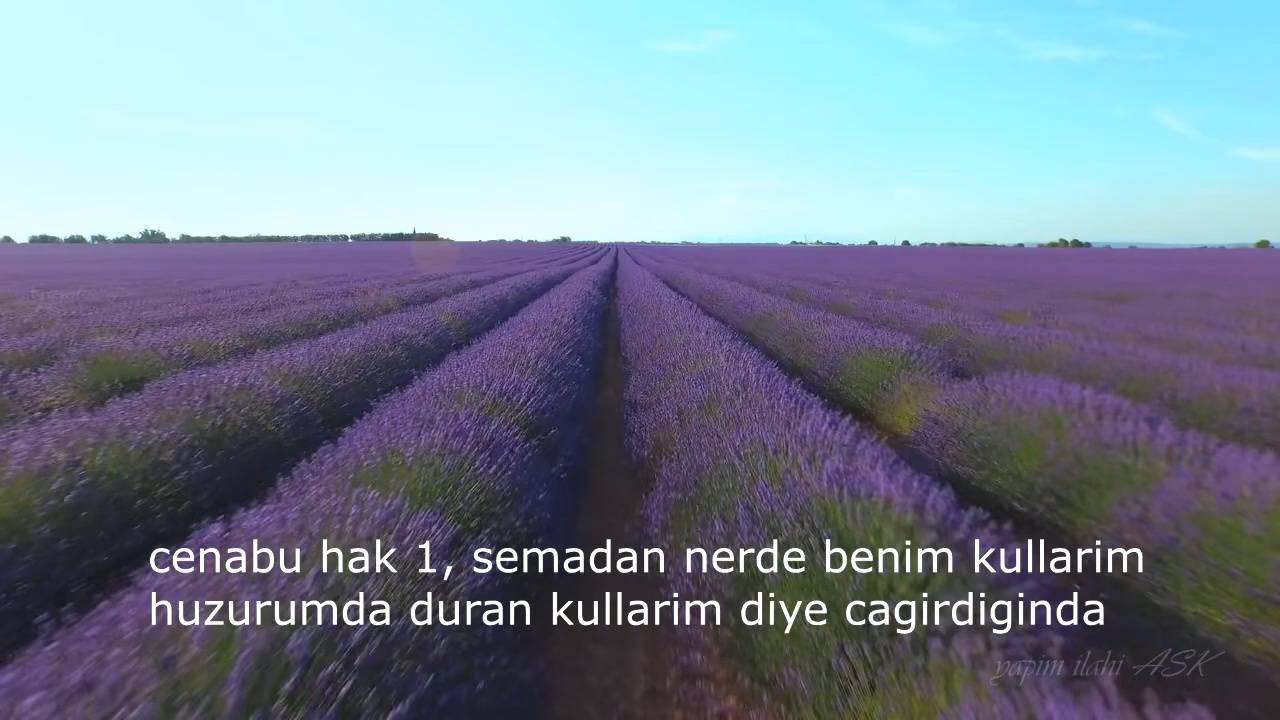 cenabu hak 1, semadan nerde benim kullarim
huzurumda duran kullarim diye cagirdiginda
yapim ilahi ASK